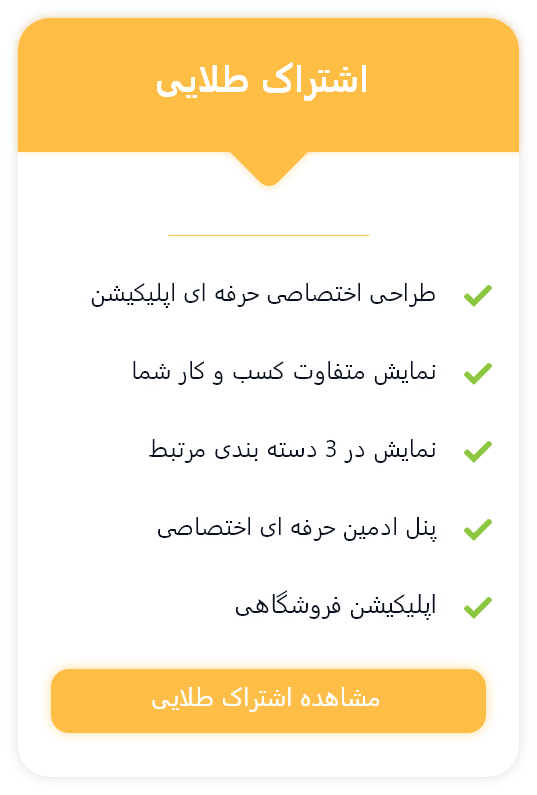 اشتراک طلایی
طراحی اختصاصی حرفه ای اپلیکیشن
نمایش متفاوت کسب و کار شما
نمایش در 3 دسته بندی مرتبط
پنل ادمین حرفه ای اختصاصی
اپلیکیشن فروشگاهی
مشاهده اشتراک طلایی